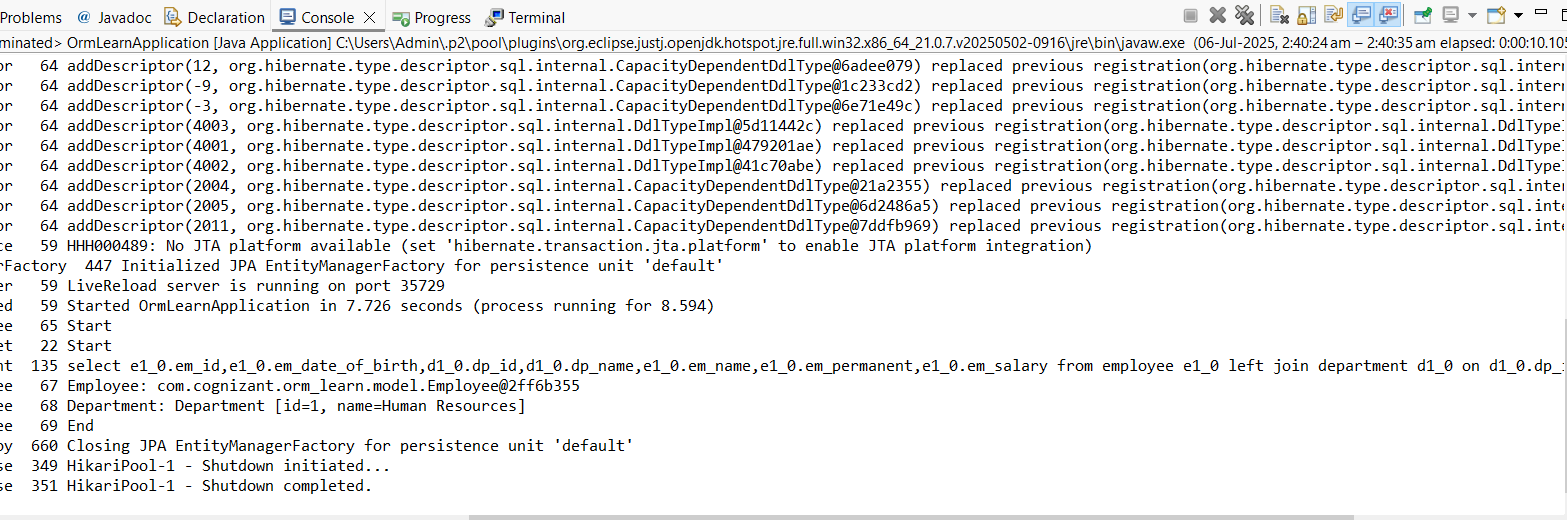 Problems @ Javadoc Declaration Console Progress Terminal
minated> OrmLearnApplication [Java Application] C:\Users\Admin\.p2\pool\plugins\org.eclipse.justj.openjdk.hotspot.jre.full.win32.x86_64_21.0.7.v20250502-0916\jre\bin\javaw.exe (06-Jul-2025, 2:40:24 am – 2:40:35 am elapsed: 0:00:10.105
or 64 addDescriptor(12, org.hibernate.type.descriptor.sql.internal.CapacityDependentDdlType@6adee079) replaced previous registration(org.hibernate.type.descriptor.sql.intern
or 64 addDescriptor(-9, org.hibernate.type.descriptor.sql.internal.CapacityDependentDdlType@1c233cd2) replaced previous registration(org.hibernate.type.descriptor.sql.intern
or 64 addDescriptor(-3, org.hibernate.type.descriptor.sql.internal.CapacityDependentDdlType@6e71e49c) replaced previous registration(org.hibernate.type.descriptor.sql.intern
or 64 addDescriptor(4003, org.hibernate.type.descriptor.sql.internal.DdlTypeImpl@5d11442c) replaced previous registration(org.hibernate.type.descriptor.sql.internal.DdlType
or 64 addDescriptor(4001, org.hibernate.type.descriptor.sql.internal.DdlTypeImpl@479201ae) replaced previous registration(org.hibernate.type.descriptor.sql.internal.DdlType
or 64 addDescriptor(4002, org.hibernate.type.descriptor.sql.internal.DdlTypeImpl@41c70abe) replaced previous registration(org.hibernate.type.descriptor.sql.internal.DdlType
or 64 addDescriptor(2004, org.hibernate.type.descriptor.sql.internal.CapacityDependentDdlType@21a2355) replaced previous registration(org.hibernate.type.descriptor.sql.inte
or 64 addDescriptor(2005, org.hibernate.type.descriptor.sql.internal.CapacityDependentDdlType@6d2486a5) replaced previous registration(org.hibernate.type.descriptor.sql.int
or 64 addDescriptor(2011, org.hibernate.type.descriptor.sql.internal.CapacityDependentDdlType@7ddfb969) replaced previous registration(org.hibernate.type.descriptor.sql.int
ce 59 HHH000489: No JTA platform available (set 'hibernate.transaction.jta.platform' to enable JTA platform integration)
rFactory 447 Initialized JPA EntityManagerFactory for persistence unit 'default'
er 59 LiveReload server is running on port 35729
ed 59 Started OrmLearnApplication in 7.726 seconds (process running for 8.594)
ee 65 Start
et 22 Start
nt 135 select e1_0.em_id,e1_0.em_date_of_birth,d1_0.dp_id,d1_0.dp_name,e1_0.em_name,e1_0.em_permanent,e1_0.em_salary from employee e1_0 left join department d1_0 on d1_0.dp_i
ee 67 Employee: com.cognizant.orm_learn.model.Employee@2ff6b355
ee 68 Department: Department [id=1, name=Human Resources]
ee 69 End
oy 660 Closing JPA EntityManagerFactory for persistence unit 'default'
se 349 HikariPool-1 - Shutdown initiated...
se 351 HikariPool-1 - Shutdown completed.